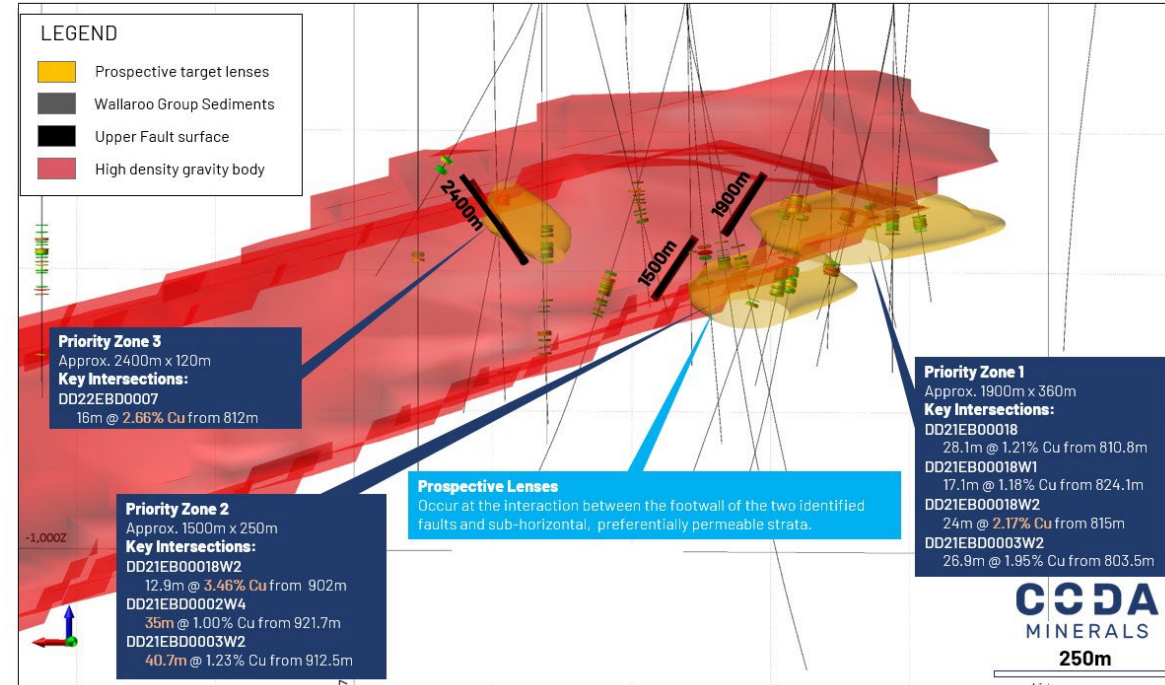 LEGEND
Prospective target lenses
Wallaroo Group Sediments
Upper Fault surface
High density gravity body
2400m
1900m
1500m
Priority Zone 3
Approx. 2400m x 120m
Key Intersections:
DD22EBD0007
16m @ 2.66% Cu from 812m
Priority Zone 1
Approx. 1900m x 360m
Key Intersections:
DD21EB00018
28.1m @ 1.21% Cu from 810.8m
DD21EB00018W1
17.1m @ 1.18% Cu from 824.1m
DD21EB00018W2
24m @ 2.17% Cu from 815m
DD21EBD0003W2
26.9m @ 1.95% Cu from 803.5m
Prospective Lenses
Occur at the interaction between the footwall of the two identified
faults and sub-horizontal, preferentially permeable strata.
Priority Zone 2
Approx. 1500m x 250m
Key Intersections:
DD21EB00018W2
12.9m @ 3.46% Cu from 902m
DD21EBD0002W4
35m @ 1.00% Cu from 921.7m
DD21EBD0003W2
40.7m @ 1.23% Cu from 912.5m
-1,000Z
CODA
MINERALS
250m